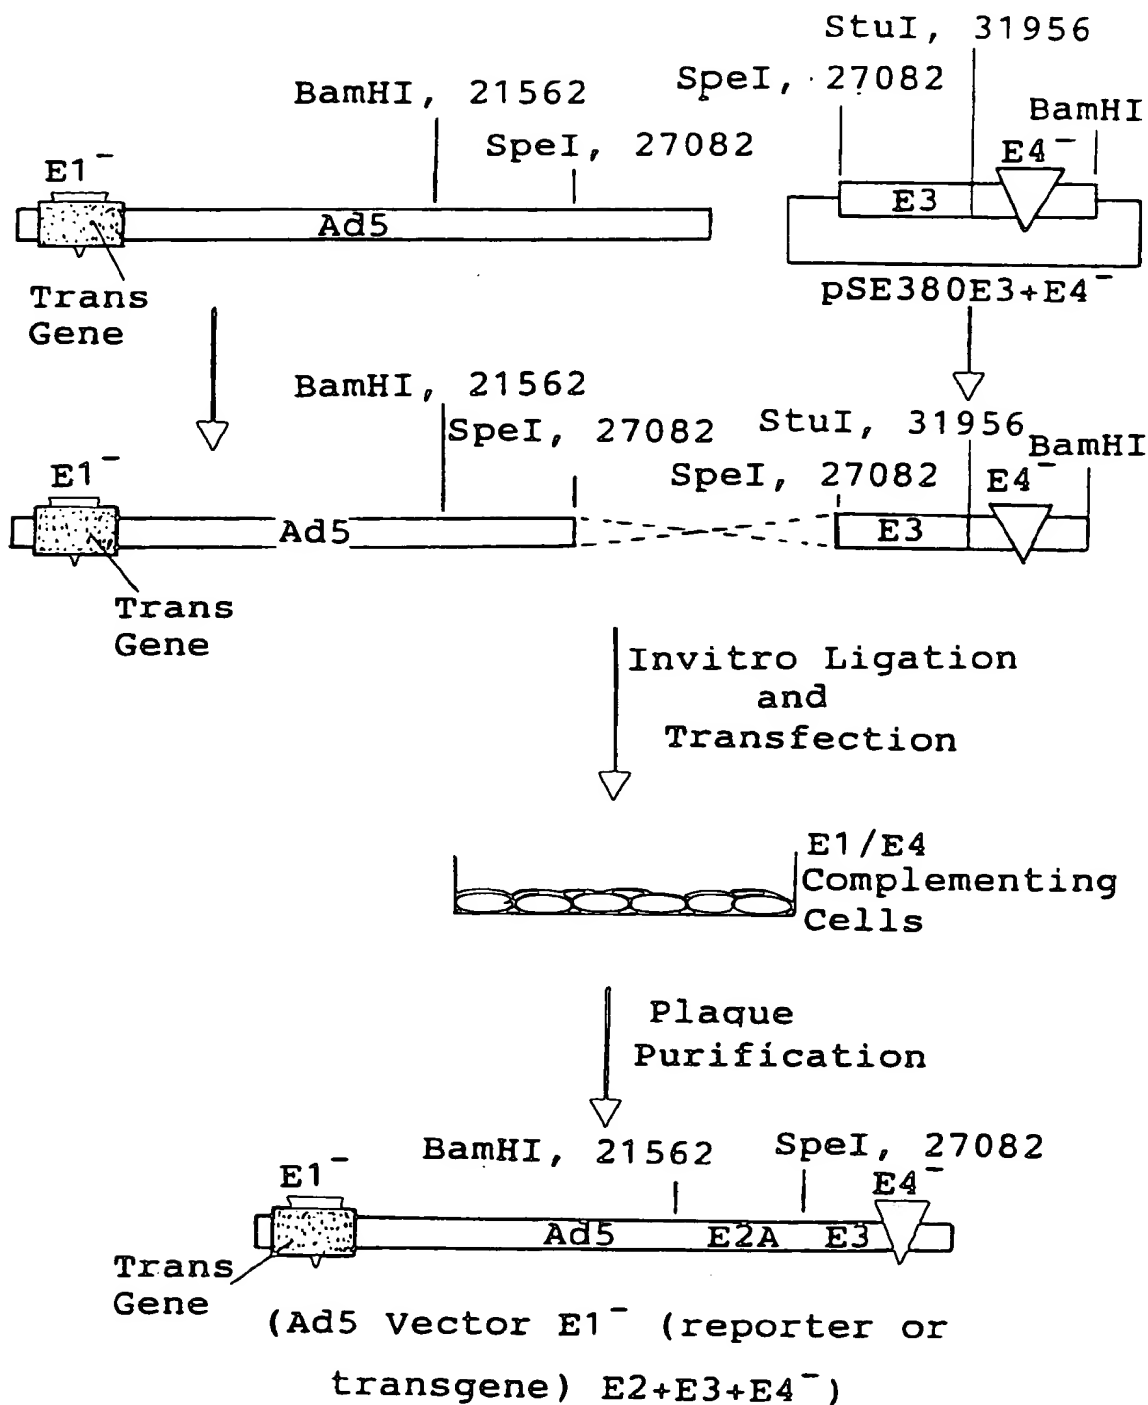 StuI, 31956
SpeI, 27082
BamHI, 21562
BamHI
SpeI, 27082
E4⁻
E1⁻
E3
Ad5
pSE380E3+E4⁻
Trans
Gene
BamHI, 21562
StuI, 31956
SpeI, 27082
BamHI
E1⁻
SpeI, 27082
E4⁻
Ad5
E3
Trans
Gene
Invitro Ligation
and
Transfection
E1/E4
Complementing
Cells
Plaque
Purification
BamHI, 21562
SpeI, 27082
E1⁻
E4⁻
Ad5
E2A
E3
Trans
Gene
(Ad5 Vector E1⁻ (reporter or
transgene) E2+E3+E4⁻)